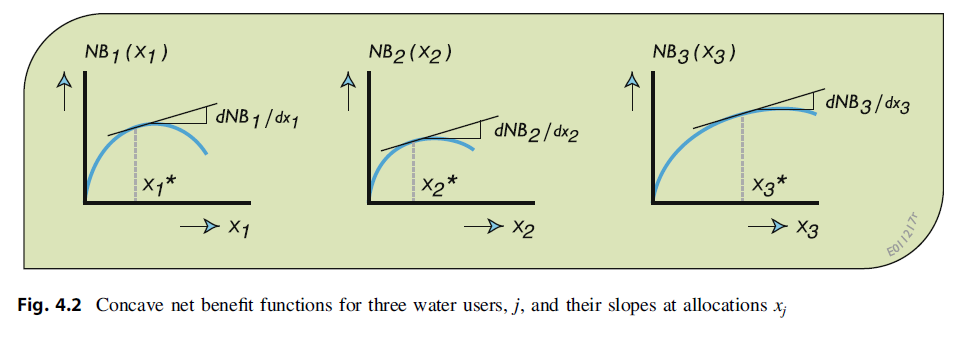 NB1(X1)
NB2(X2)
NB3(X3)
dNB1/dx1
dNB2/dx2
dNB3/dx3
X1*
X2*
X3*
X1
X2
X3
E011217r
Fig. 4.2 Concave net benefit functions for three water users, j, and their slopes at allocations xj